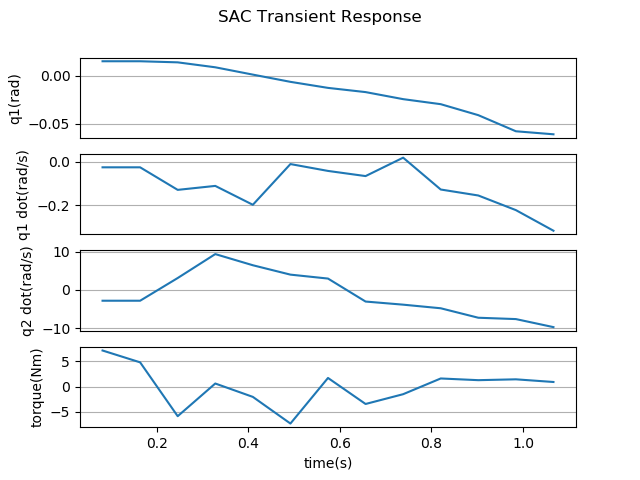 SAC Transient Response
q1(rad)
0.00
−0.05
q1 dot(rad/s)
0.0
−0.2
q2 dot(rad/s)
10
0
−10
torque(Nm)
5
0
−5
0.2 0.4 0.6 0.8 1.0
time(s)